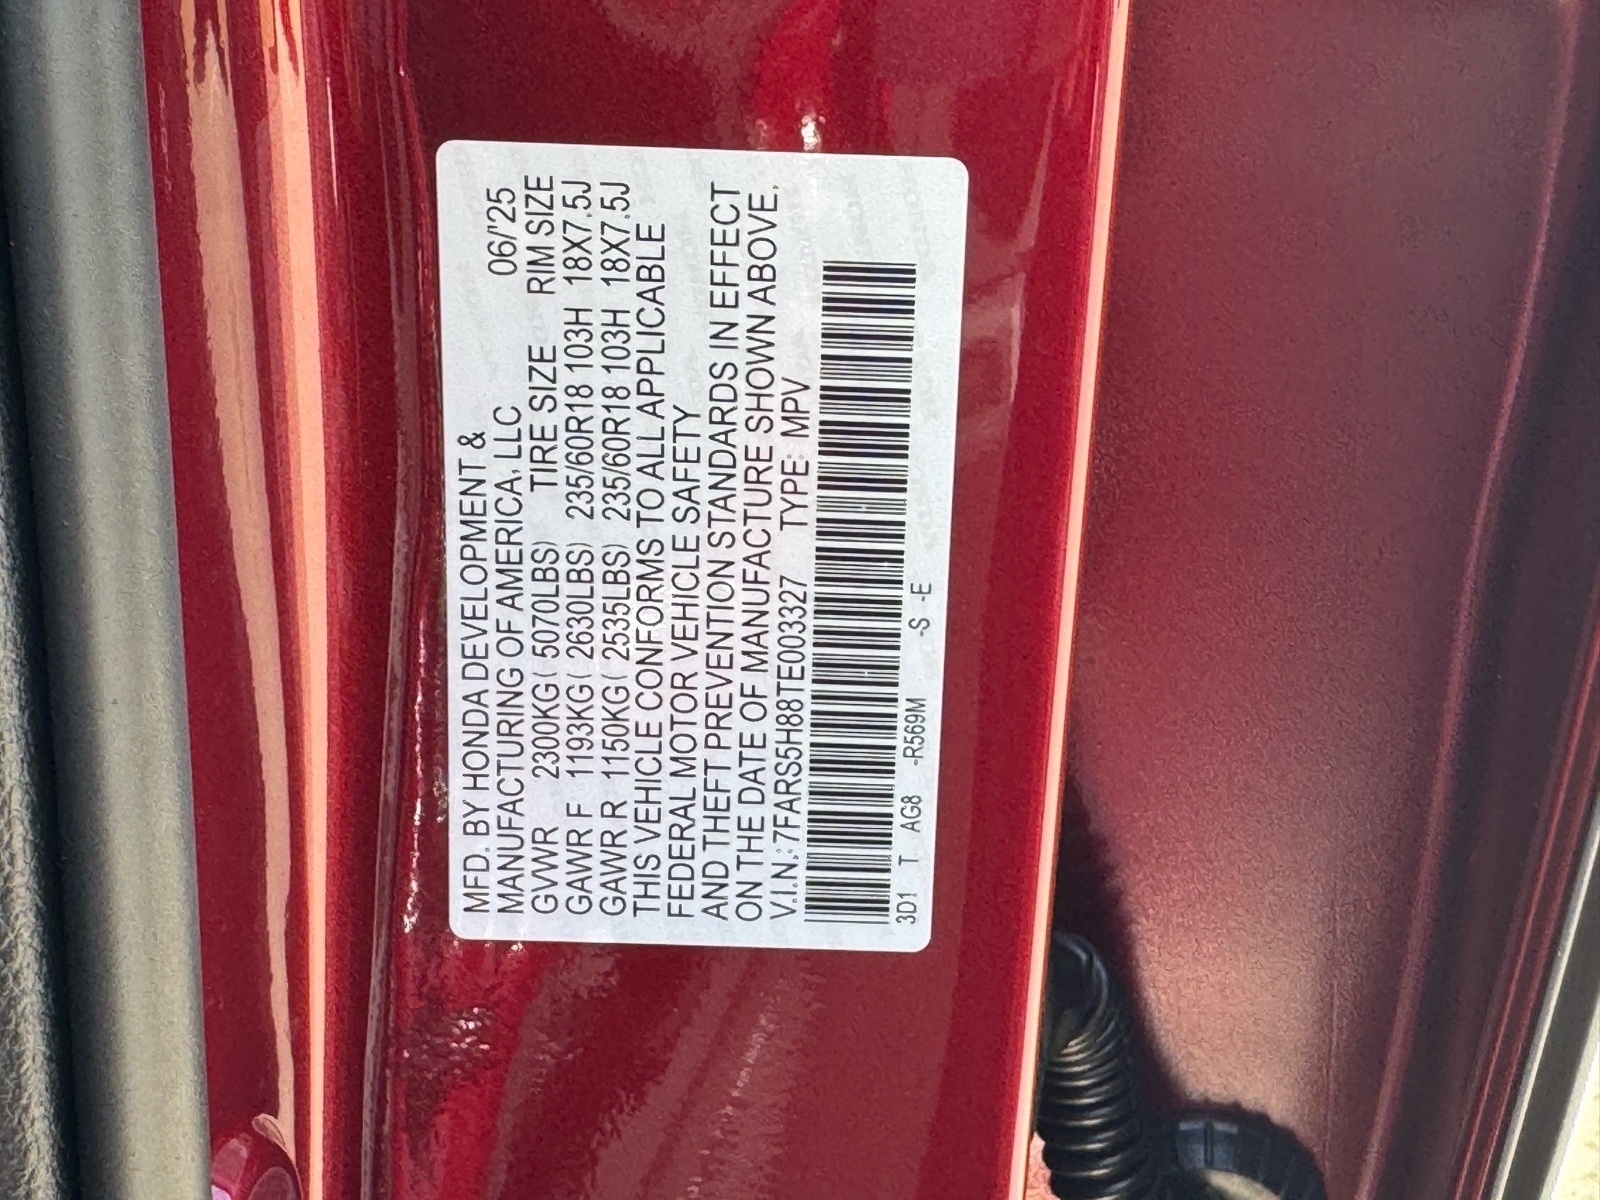 MFD. BY HONDA DEVELOPMENT &
MANUFACTURING OF AMERICA, LLC 06/'25
GVWR 2300KG( 5070LBS) TIRE SIZE RIM SIZE
GAWR F 1193KG( 2630LBS) 235/60R18 103H 18X7.5J
GAWR R 1150KG( 2535LBS) 235/60R18 103H 18X7.5J
THIS VEHICLE CONFORMS TO ALL APPLICABLE
FEDERAL MOTOR VEHICLE SAFETY
AND THEFT PREVENTION STANDARDS IN EFFECT
ON THE DATE OF MANUFACTURE SHOWN ABOVE.
V.I.N.: 7FARS5H88TE003327 TYPE: MPV
3D1 T AG8 -R569M -S -E